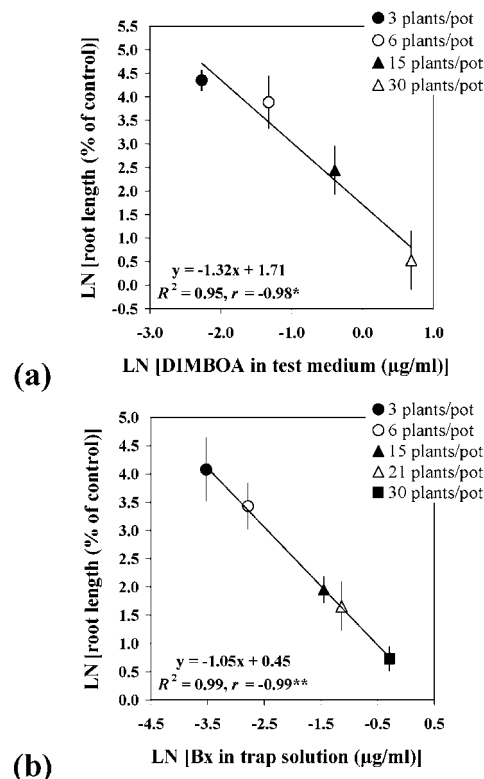 3 plants/pot
6 plants/pot
15 plants/pot
30 plants/pot
LN [root length (% of control)]
5.0
4.5
4.0
3.5
3.0
2.5
2.0
1.5
1.0
0.5
0.0
-0.5
y = -1.32x + 1.71
R² = 0.95, r = -0.98*
-3.0 -2.0 -1.0 0.0 1.0
LN [DIMBOA in test medium (µg/ml)]
(a)
3 plants/pot
6 plants/pot
15 plants/pot
21 plants/pot
30 plants/pot
LN [root length (% of control)]
5.0
4.5
4.0
3.5
3.0
2.5
2.0
1.5
1.0
0.5
0.0
y = -1.05x + 0.45
R² = 0.99, r = -0.99**
-4.5 -3.5 -2.5 -1.5 -0.5 0.5
LN [Bx in trap solution (µg/ml)]
(b)